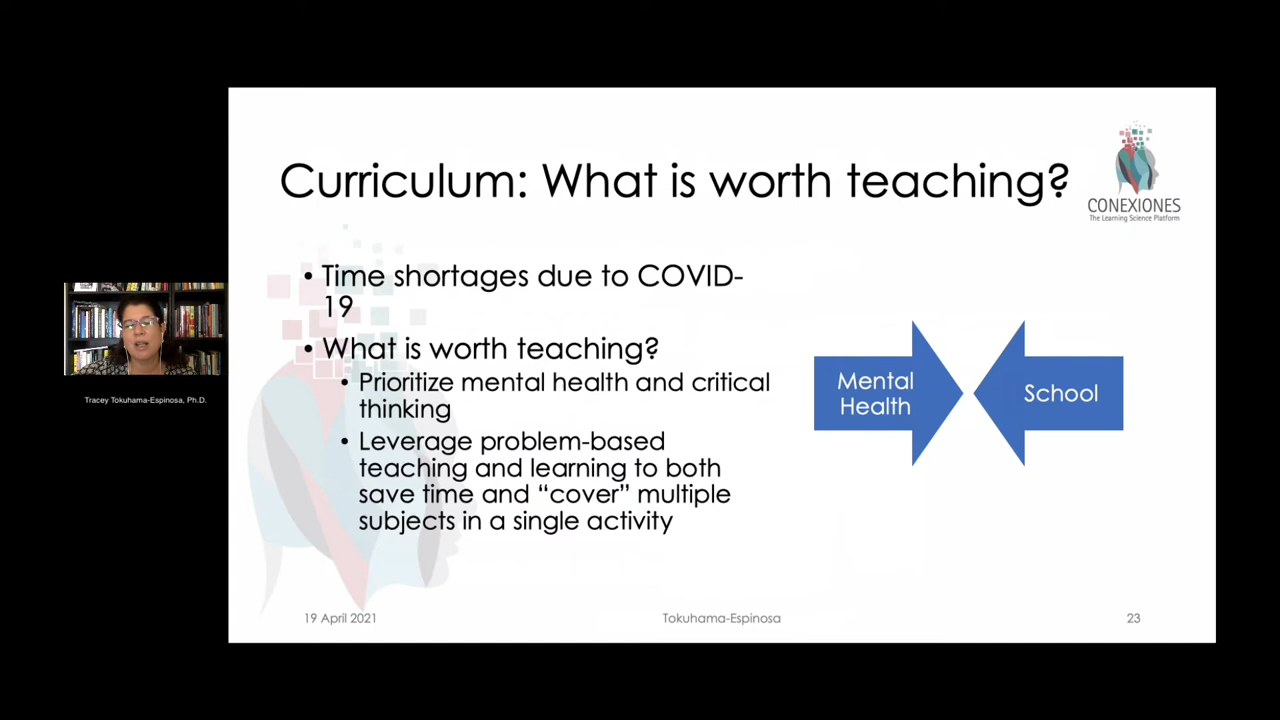 Curriculum: What is worth teaching?
CONEXIONES
The Learning Science Platform
• Time shortages due to COVID-
19
• What is worth teaching?
• Prioritize mental health and critical
thinking
• Leverage problem-based
teaching and learning to both
save time and “cover” multiple
subjects in a single activity
Mental
Health
School
Tracey Tokuhama-Espinosa, Ph.D.
19 April 2021
Tokuhama-Espinosa
23